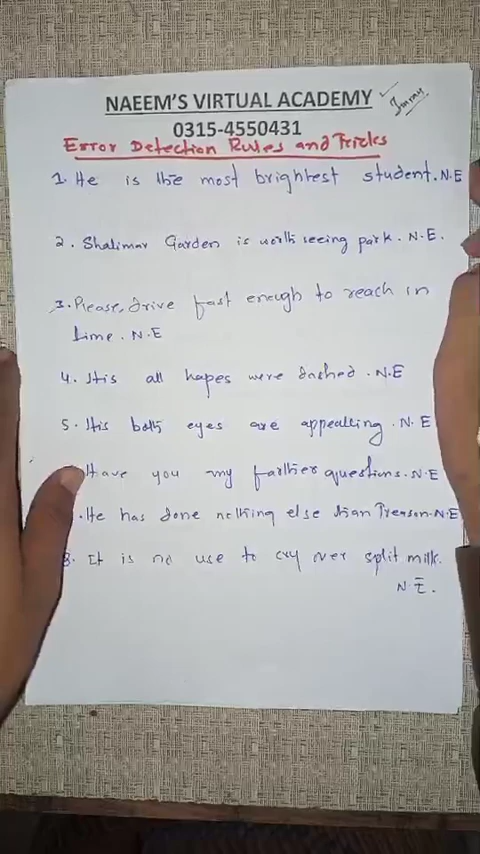 NAEEM'S VIRTUAL ACADEMY
0315-4550431
Error Detection Rules and Tricks
1. He is the most brightest student. N.E
2. Shalimar Garden is worth seeing park. N.E.
3. Please, drive fast enough to reach in
time. N.E
4. His all hopes were dashed. N.E
5. His both eyes are appealling. N.E
Have you my farther questions. N.E
. He has done nothing else than Treason. N.E
8. It is no use to cry over split milk.
N.E.